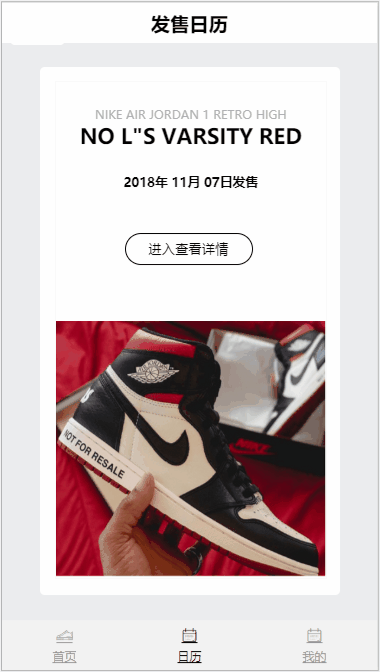 发售日历
NIKE AIR JORDAN 1 RETRO HIGH
NO L"S VARSITY RED
2018年 11月 07日发售
进入查看详情
NOT FOR RESALE
首页
日历
我的